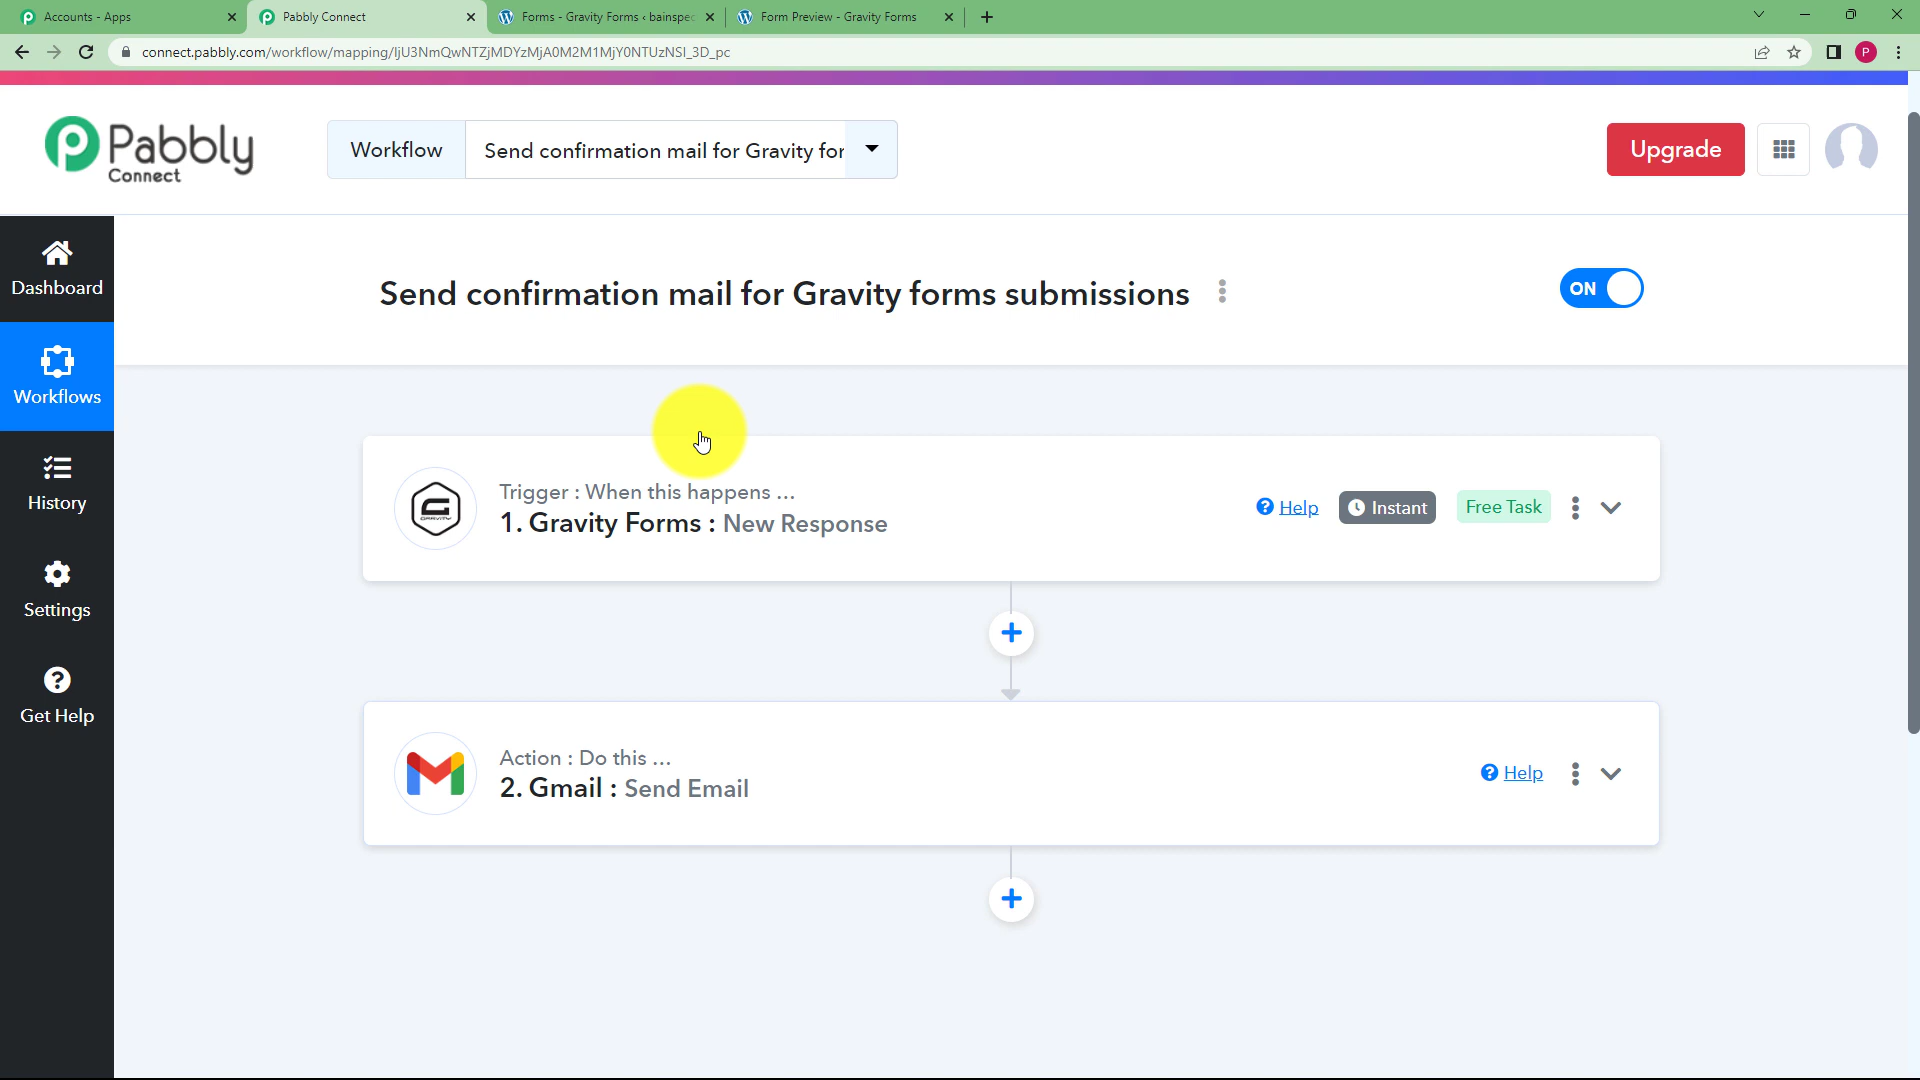 Accounts - Apps
Pabbly Connect
Forms - Gravity Forms ‹ bainspec
Form Preview - Gravity Forms
connect.pabbly.com/workflow/mapping/IjU3NmQwNTZjMDYzMjA0M2M1MjY0NTUzNSI_3D_pc
P
Pabbly
Connect
Workflow
Send confirmation mail for Gravity for
Upgrade
Dashboard
Workflows
History
Settings
Get Help
Send confirmation mail for Gravity forms submissions
ON
GRAVITY
Trigger : When this happens ...
1. Gravity Forms : New Response
Help
Instant
Free Task
Action : Do this ...
2. Gmail : Send Email
Help